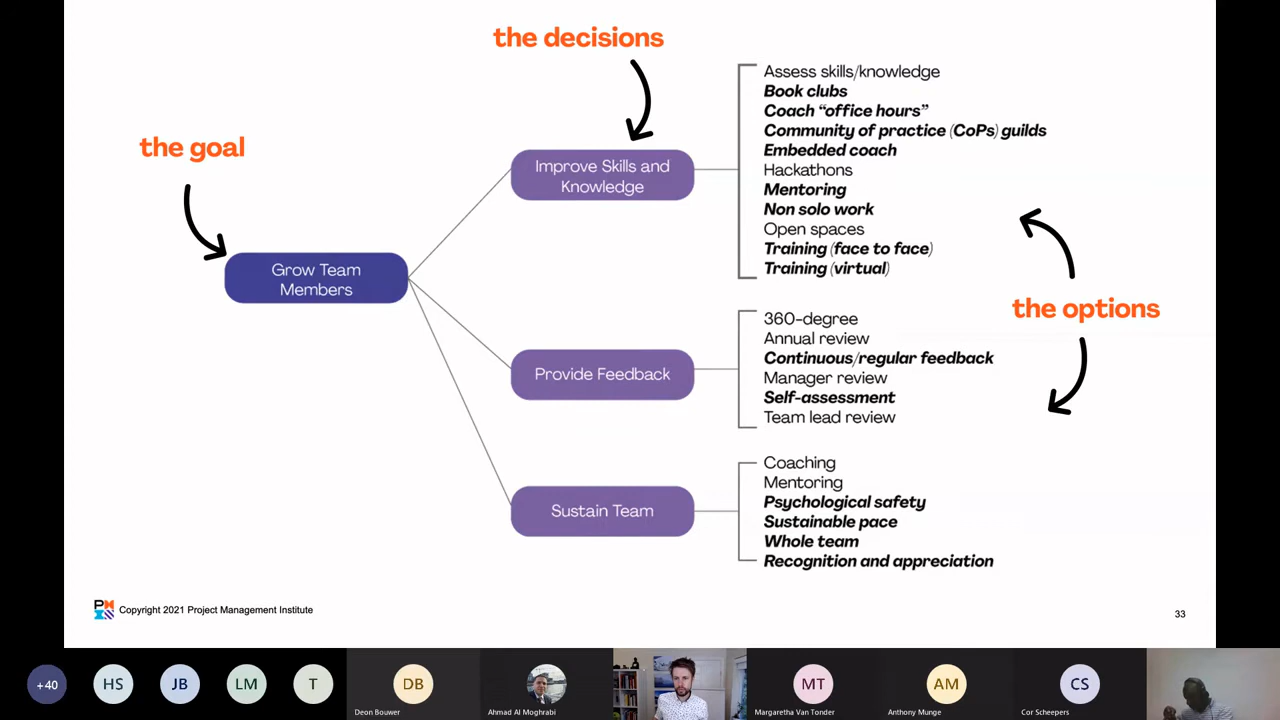 the decisions
the goal
Grow Team
Members
Improve Skills and
Knowledge
Assess skills/knowledge
Book clubs
Coach “office hours”
Community of practice (CoPs) guilds
Embedded coach
Hackathons
Mentoring
Non solo work
Open spaces
Training (face to face)
Training (virtual)
the options
Provide Feedback
360-degree
Annual review
Continuous/regular feedback
Manager review
Self-assessment
Team lead review
Sustain Team
Coaching
Mentoring
Psychological safety
Sustainable pace
Whole team
Recognition and appreciation
Copyright 2021 Project Management Institute
33
+40
HS
JB
LM
T
DB
Deon Bouwer
Ahmad Al Moghrabi
MT
Margaretha Van Tonder
AM
Anthony Munge
CS
Cor Scheepers